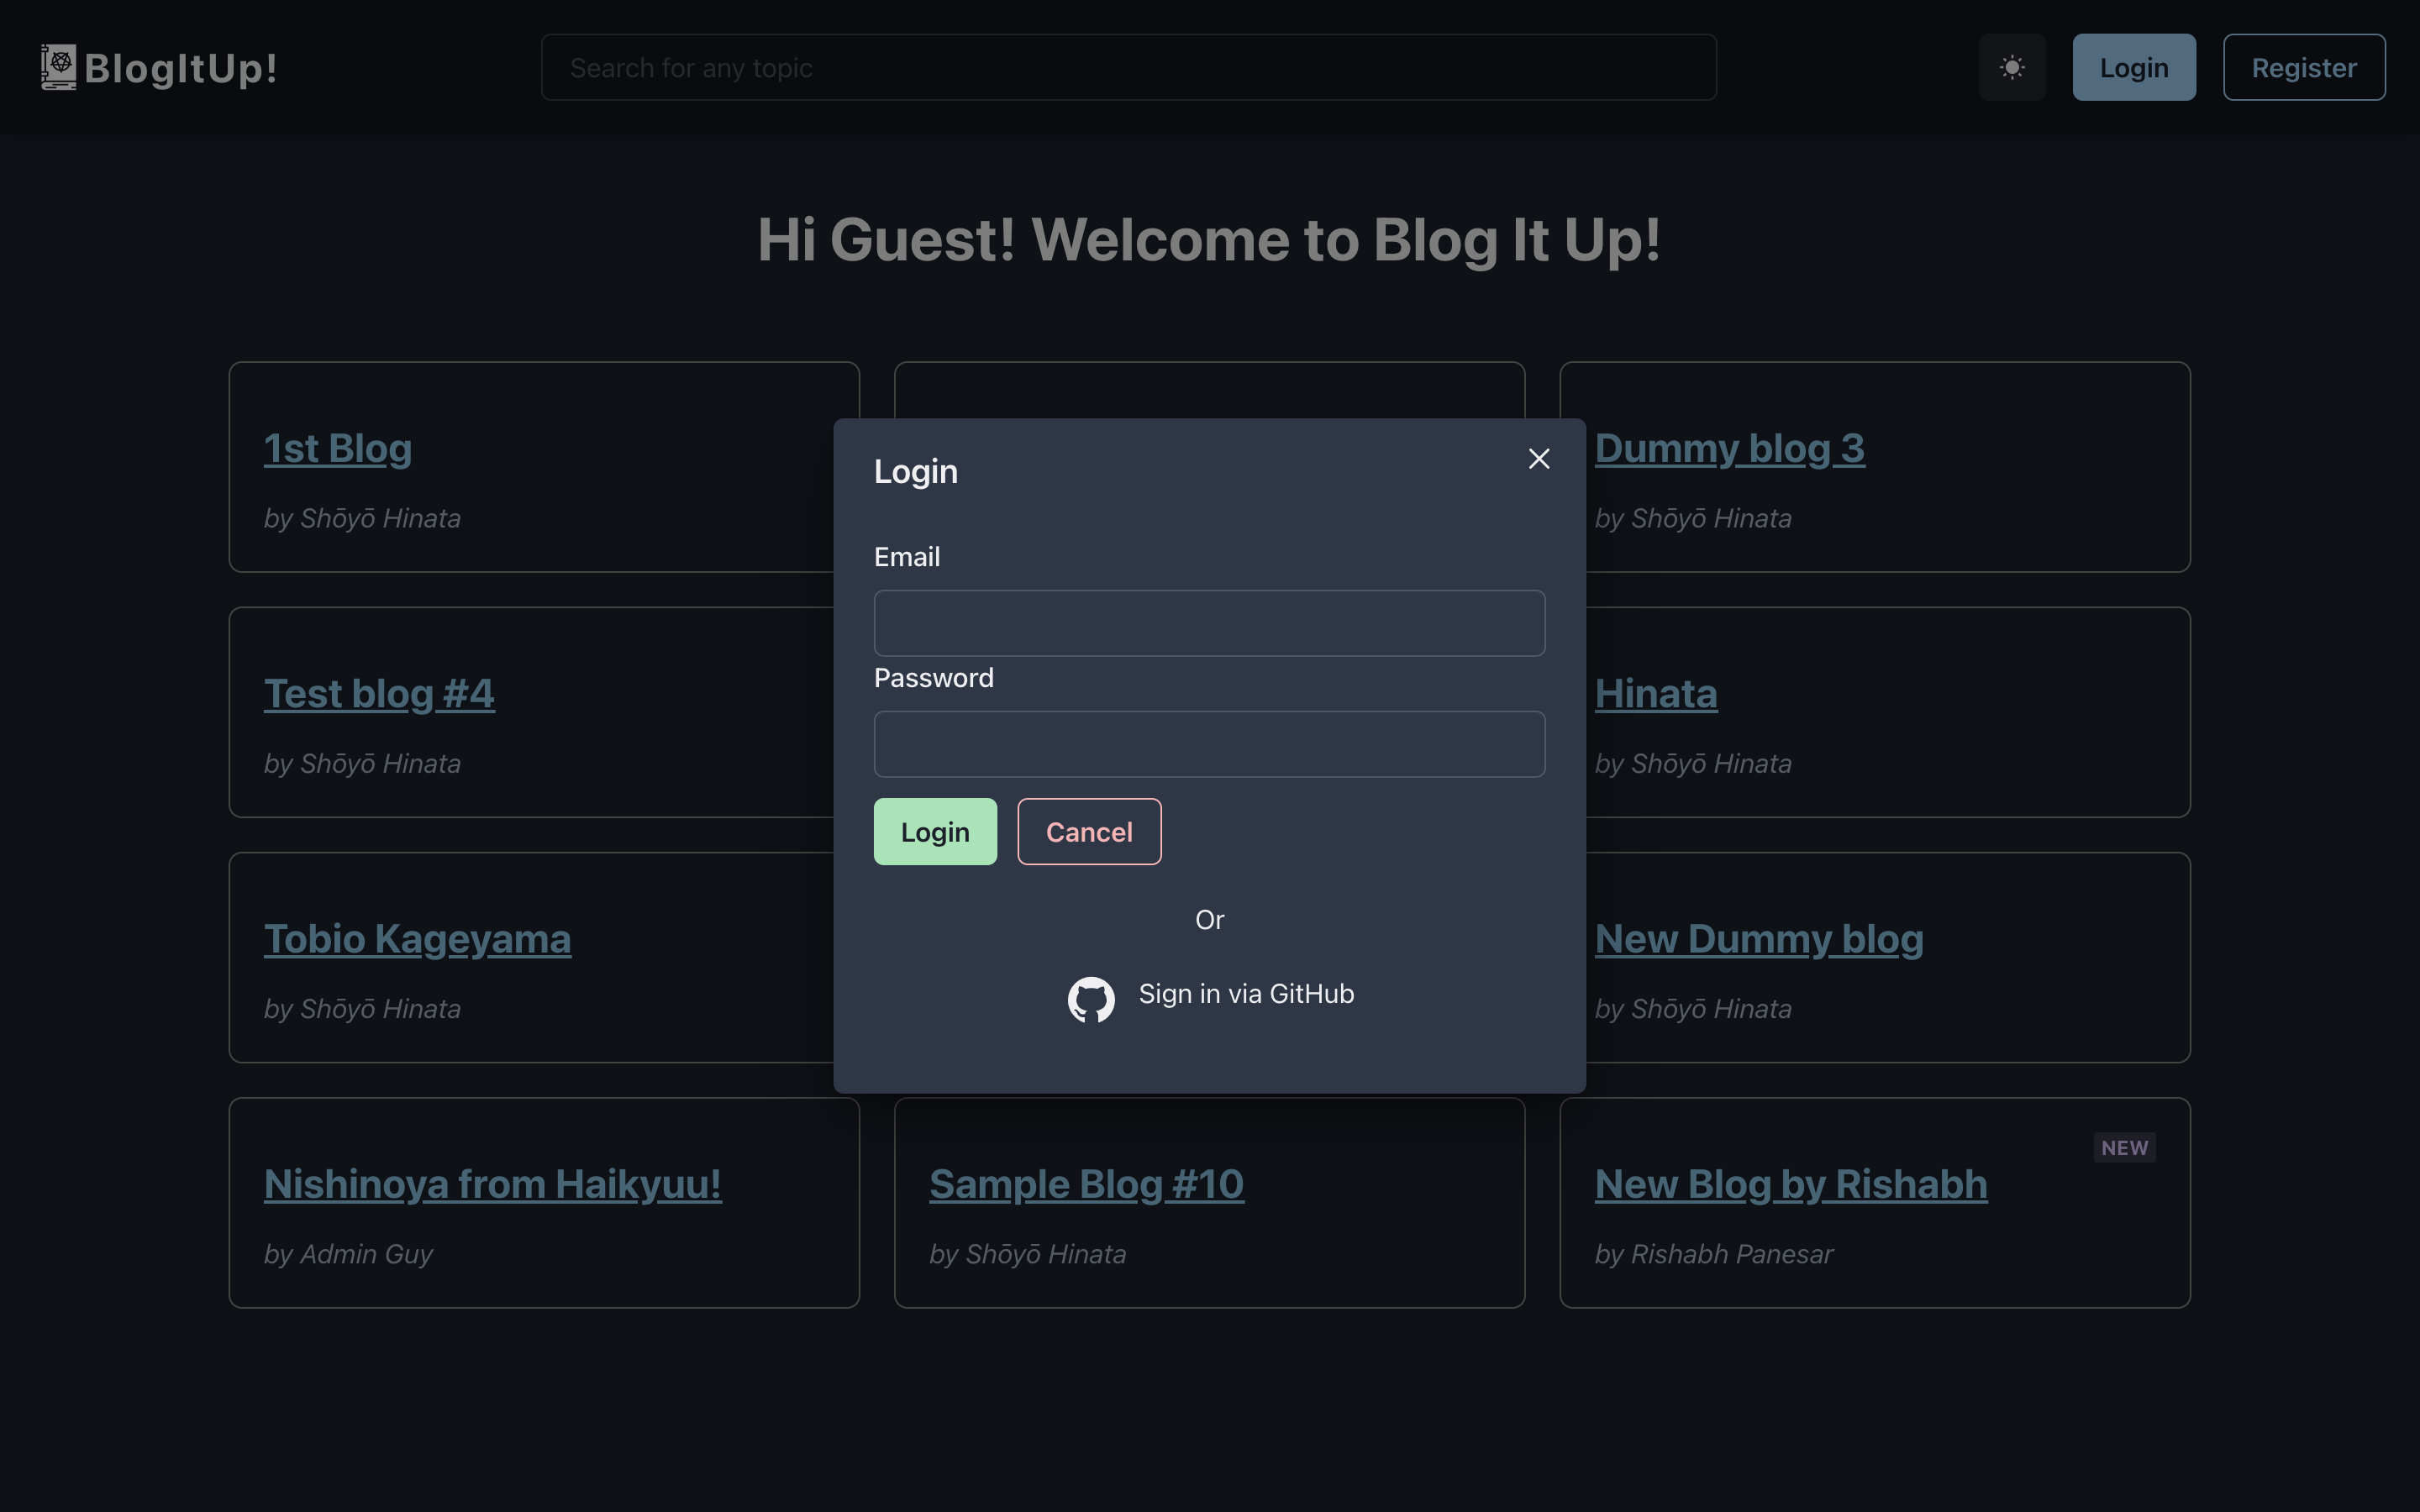 BlogItUp!
Search for any topic
Login
Register
Hi Guest! Welcome to Blog It Up!
1st Blog
by Shōyō Hinata
Dummy blog 3
by Shōyō Hinata
Test blog #4
by Shōyō Hinata
Hinata
by Shōyō Hinata
Tobio Kageyama
by Shōyō Hinata
New Dummy blog
by Shōyō Hinata
Nishinoya from Haikyuu!
by Admin Guy
Sample Blog #10
by Shōyō Hinata
NEW
New Blog by Rishabh
by Rishabh Panesar
Login
Email
Password
Login
Cancel
Or
Sign in via GitHub